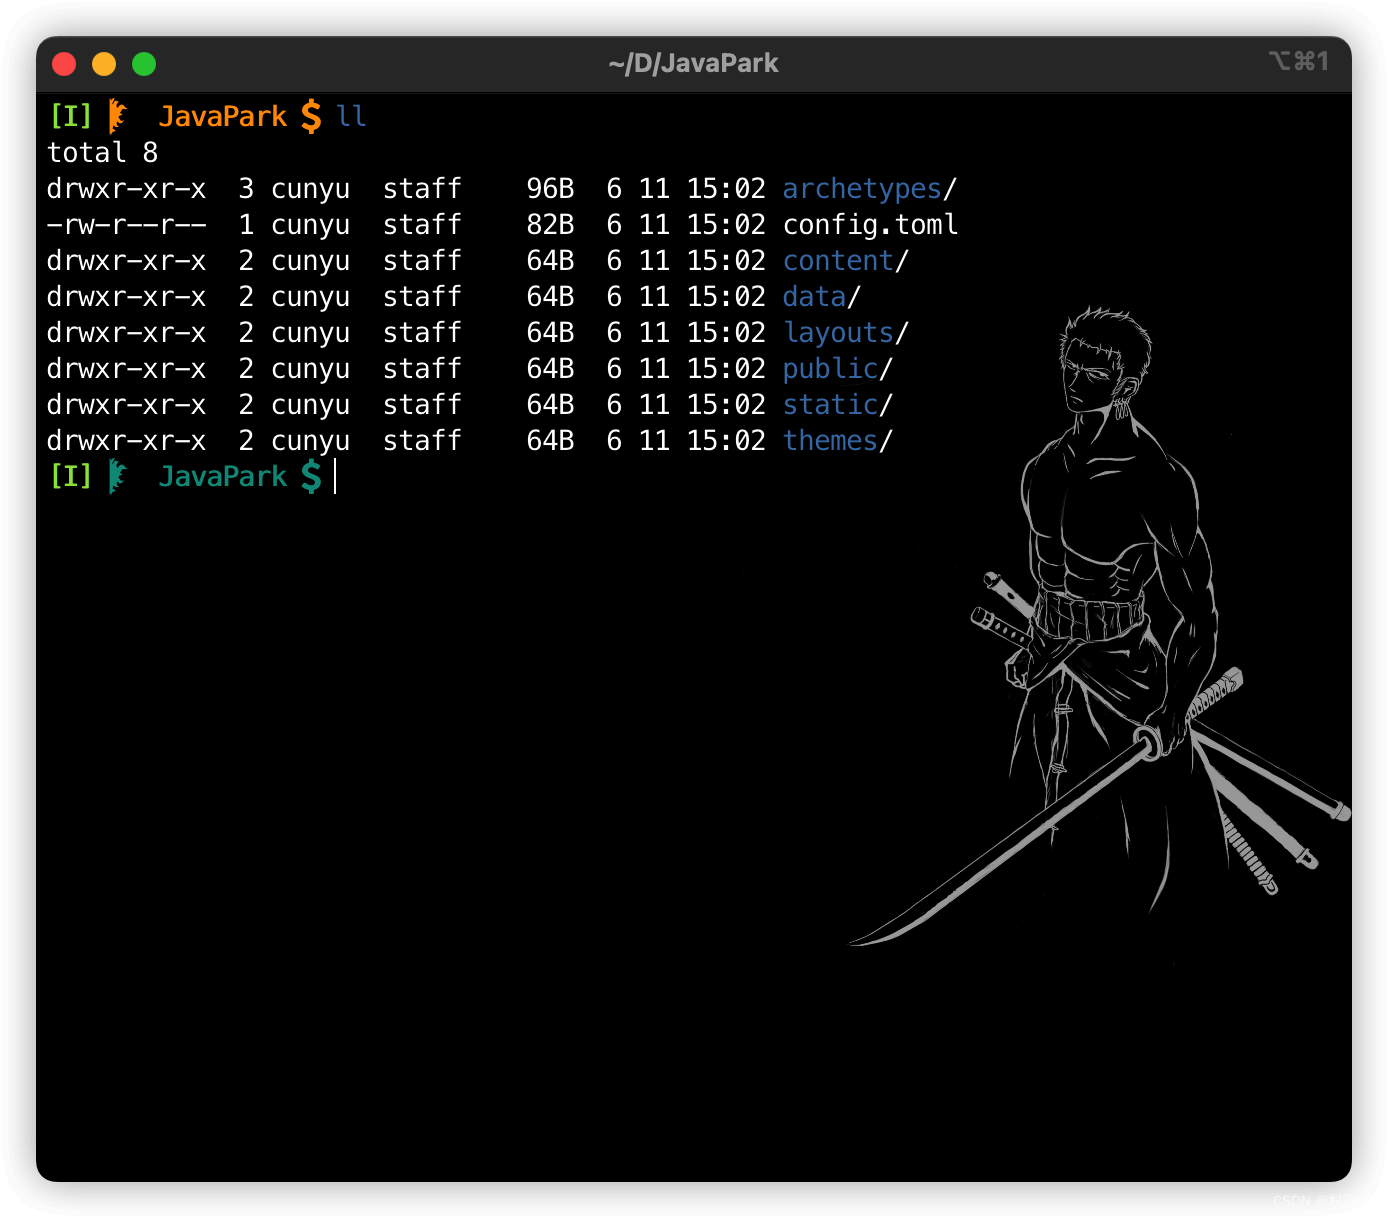 ~/D/JavaPark ⌥⌘1
[I] JavaPark $ ll
total 8
drwxr-xr-x  3 cunyu  staff    96B  6 11 15:02 archetypes/
-rw-r--r--  1 cunyu  staff    82B  6 11 15:02 config.toml
drwxr-xr-x  2 cunyu  staff    64B  6 11 15:02 content/
drwxr-xr-x  2 cunyu  staff    64B  6 11 15:02 data/
drwxr-xr-x  2 cunyu  staff    64B  6 11 15:02 layouts/
drwxr-xr-x  2 cunyu  staff    64B  6 11 15:02 public/
drwxr-xr-x  2 cunyu  staff    64B  6 11 15:02 static/
drwxr-xr-x  2 cunyu  staff    64B  6 11 15:02 themes/
[I] JavaPark $
CSDN